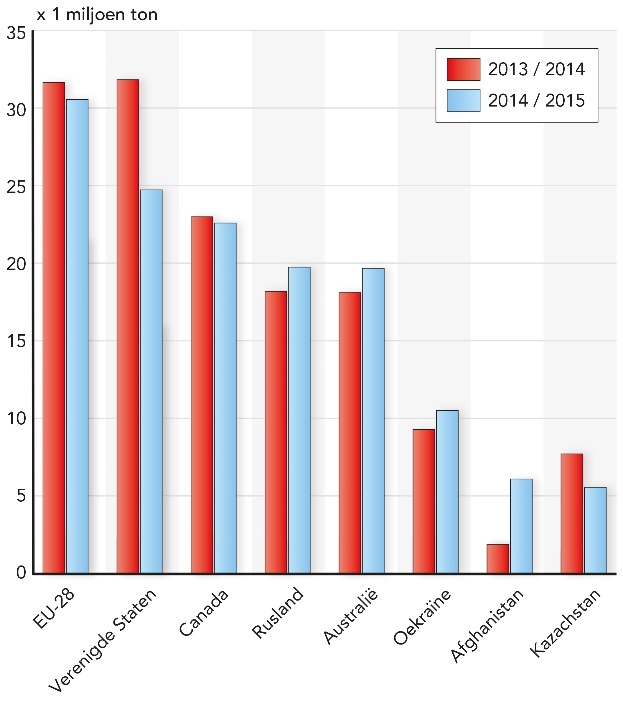 x 1 miljoen ton
35
30
25
20
15
10
5
0
2013 / 2014
2014 / 2015
EU-28
Verenigde Staten
Canada
Rusland
Australië
Oekraïne
Afghanistan
Kazachstan